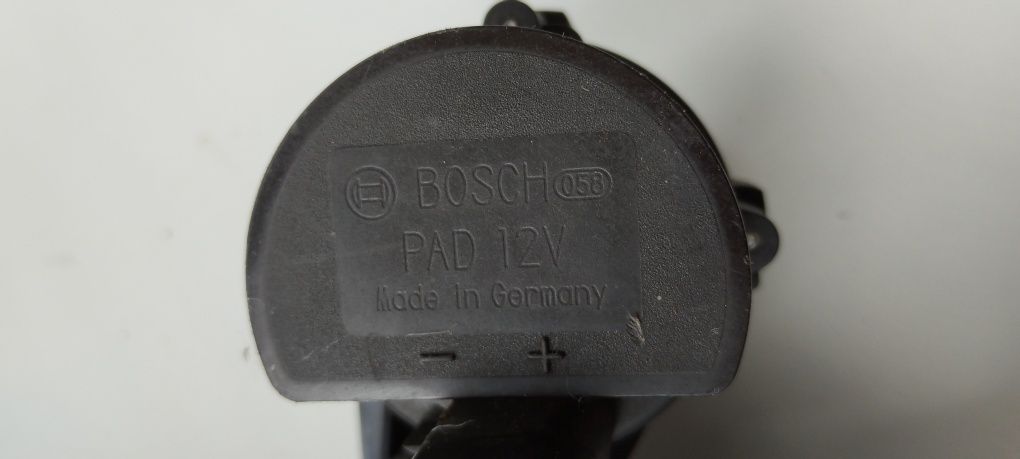 BOSCH 058
PAD 12V
Made in Germany
- +